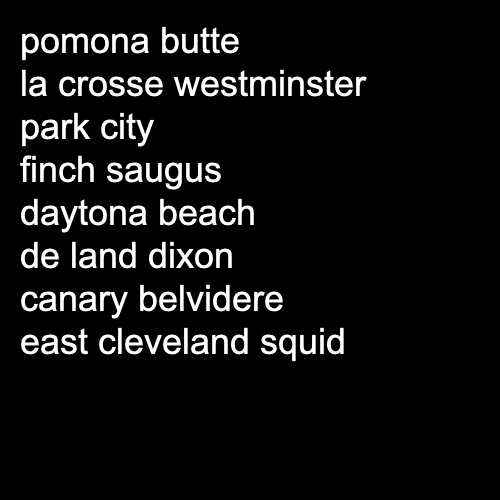 pomona butte
la crosse westminster
park city
finch saugus
daytona beach
de land dixon
canary belvidere
east cleveland squid